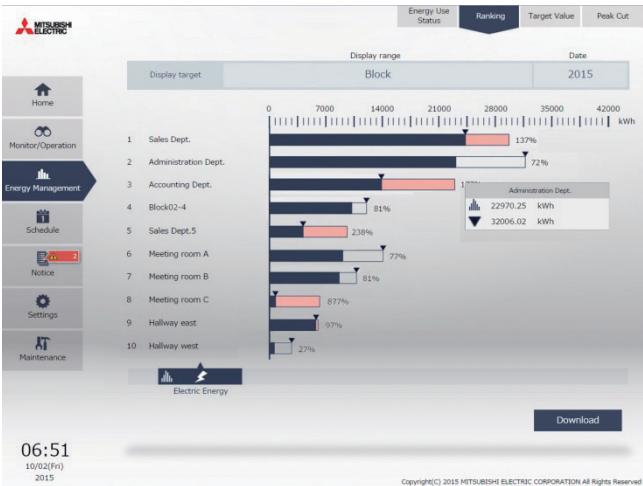 MITSUBISHI
ELECTRIC
Energy Use
Status
Ranking
Target Value
Peak Cut
Display range
Date
Display target
Block
2015
Home
Monitor/Operation
Energy Management
Schedule
2
Notice
Settings
Maintenance
0 7000 14000 21000 28000 35000 42000
kWh
1 Sales Dept. 137%
2 Administration Dept. 72%
3 Accounting Dept.
4 Block02-4 81%
5 Sales Dept.5 238%
6 Meeting room A 77%
7 Meeting room B 81%
8 Meeting room C 877%
9 Hallway east 97%
10 Hallway west 27%
Administration Dept.
22970.25 kWh
32006.02 kWh
Electric Energy
Download
06:51
10/02(Fri)
2015
Copyright(C) 2015 MITSUBISHI ELECTRIC CORPORATION All Rights Reserved